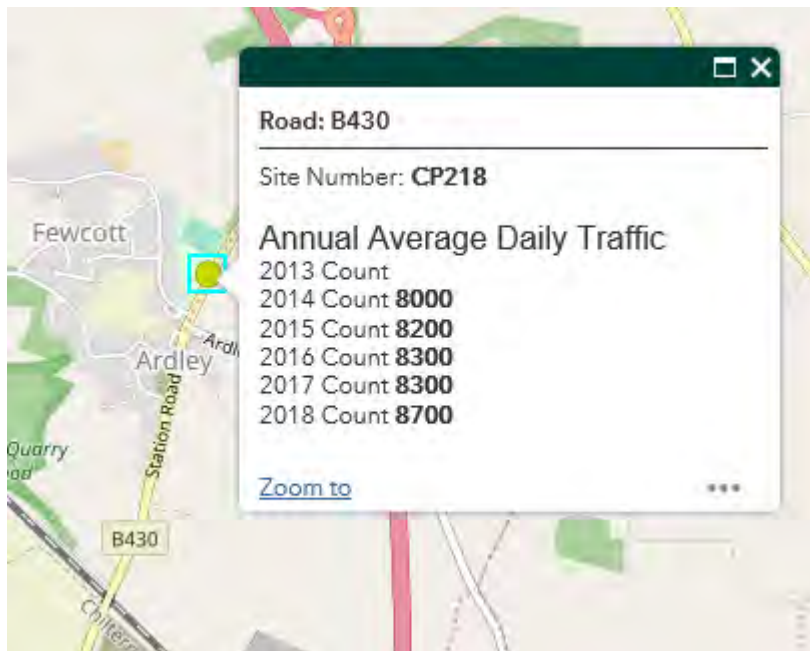 Road: B430
Site Number: CP218
Annual Average Daily Traffic
2013 Count
2014 Count 8000
2015 Count 8200
2016 Count 8300
2017 Count 8300
2018 Count 8700
Zoom to
Fewcott
Ardley
Station Road
Quarry
B430